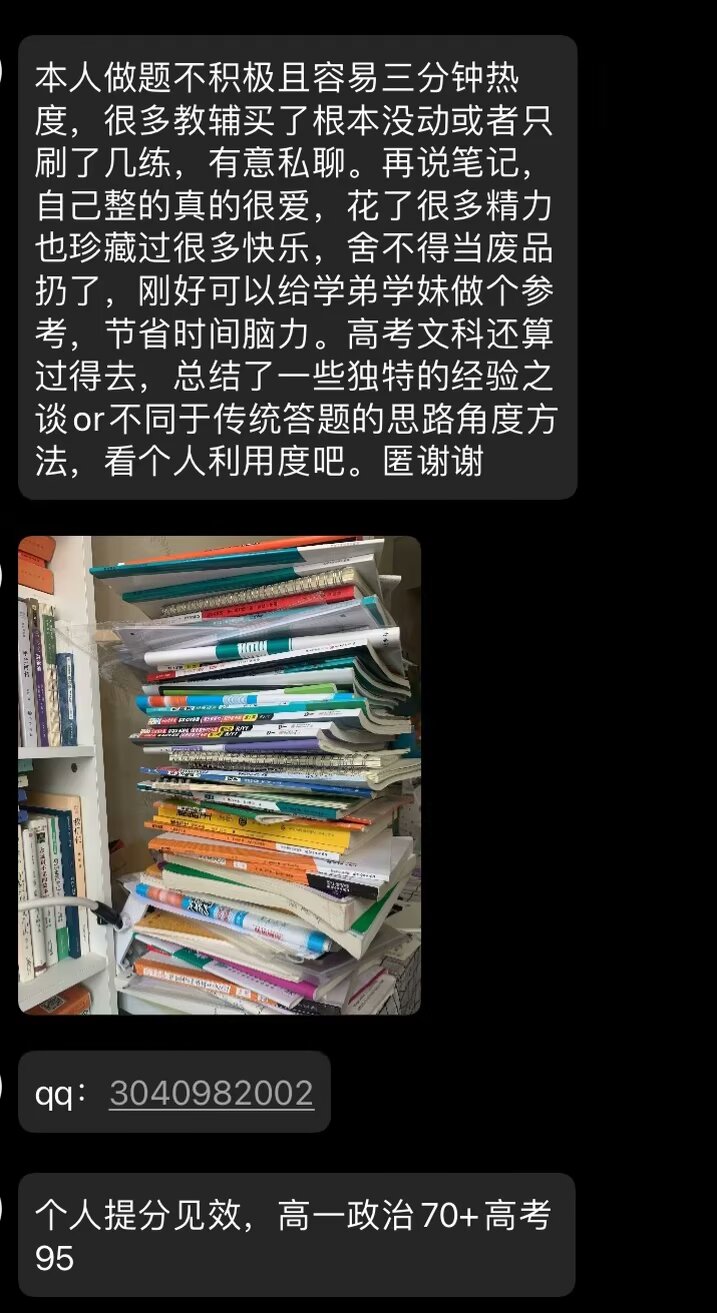 本人做题不积极且容易三分钟热
度，很多教辅买了根本没动或者只
刷了几练，有意私聊。再说笔记，
自己整的真的很爱，花了很多精力
也珍藏过很多快乐，舍不得当废品
扔了，刚好可以给学弟学妹做个参
考，节省时间脑力。高考文科还算
过得去，总结了一些独特的经验之
谈or不同于传统答题的思路角度方
法，看个人利用度吧。匿谢谢
qq：3040982002
个人提分见效，高一政治70+高考
95